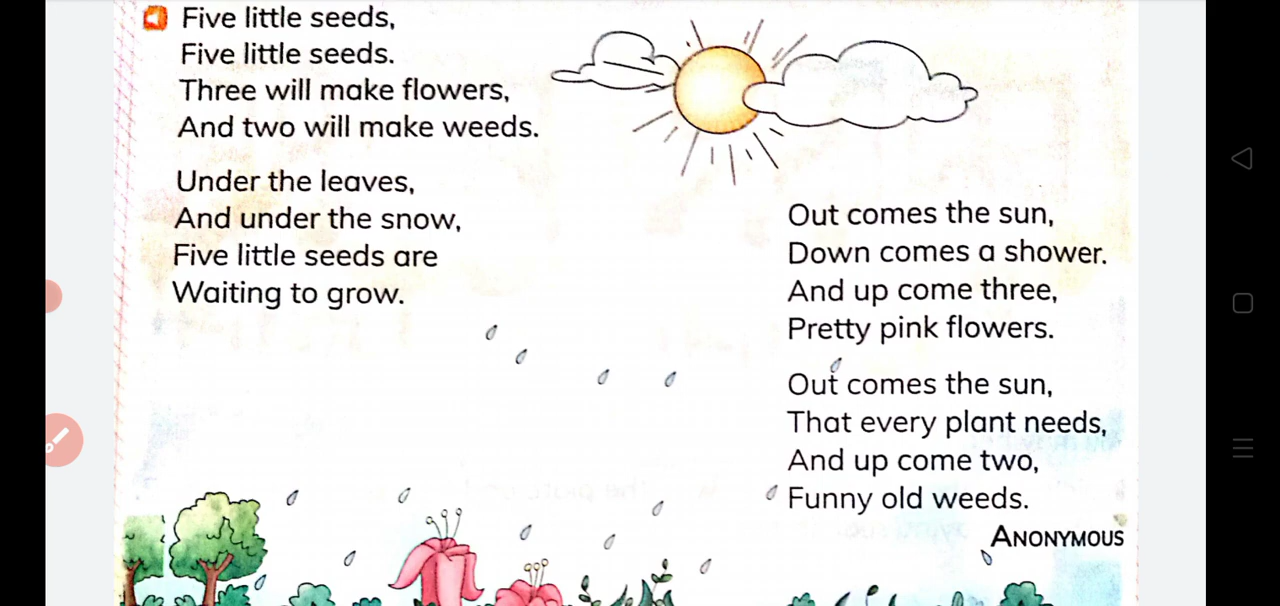 Five little seeds,
Five little seeds.
Three will make flowers,
And two will make weeds.
Under the leaves,
And under the snow,
Five little seeds are
Waiting to grow.
Out comes the sun,
Down comes a shower.
And up come three,
Pretty pink flowers.
Out comes the sun,
That every plant needs,
And up come two,
Funny old weeds.
ANONYMOUS